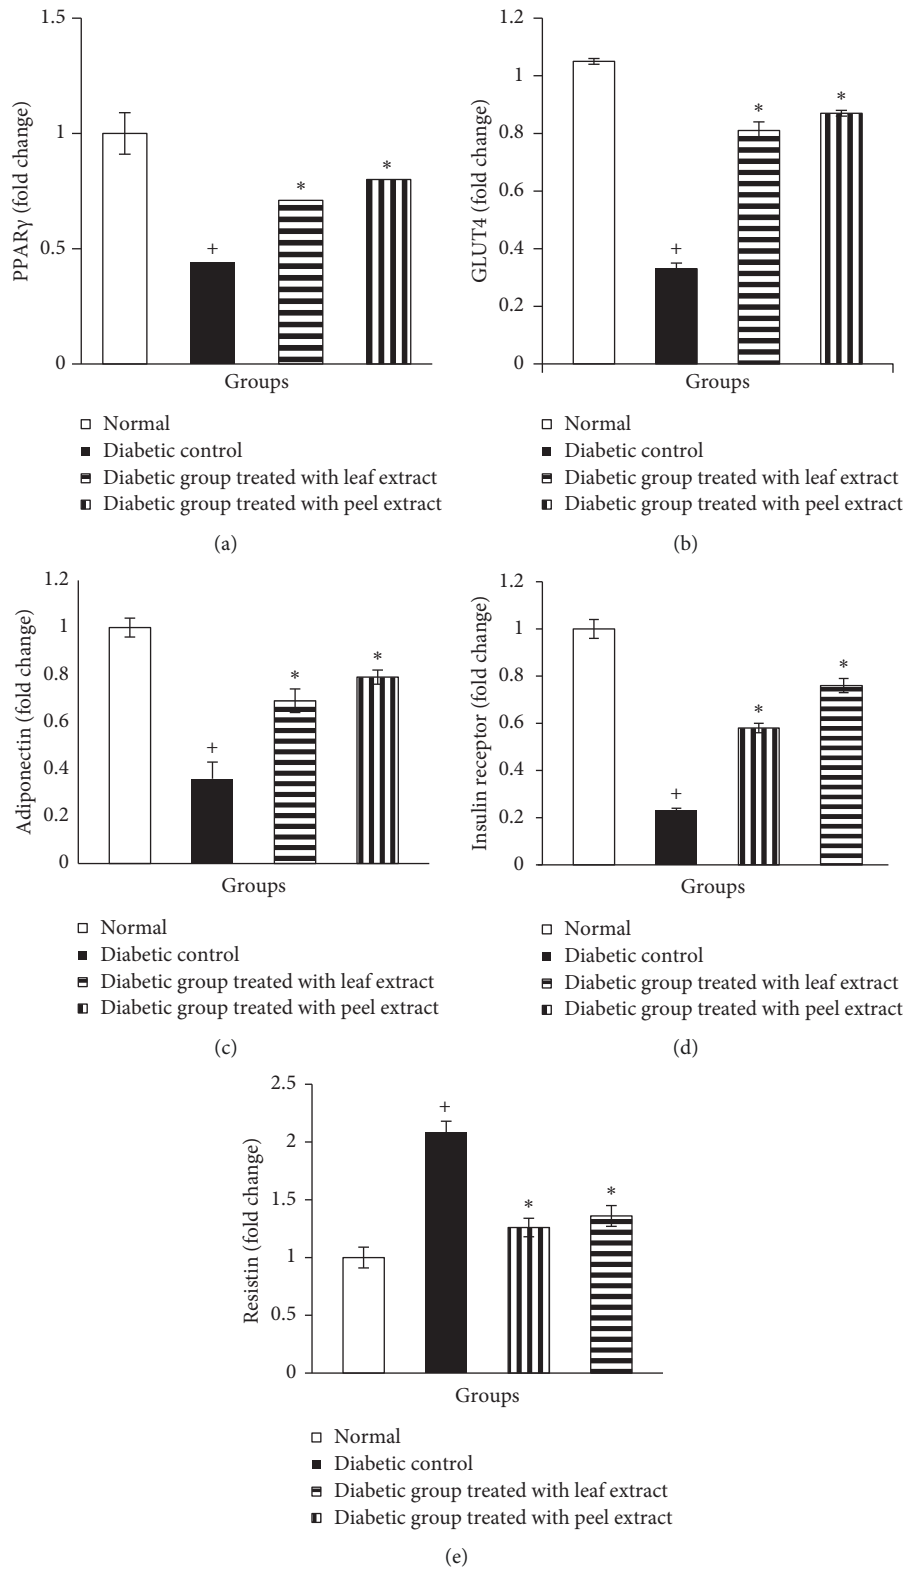 1.5
1
0.5
0
PPARγ (fold change)
+
*
*
Groups
Normal
Diabetic control
Diabetic group treated with leaf extract
Diabetic group treated with peel extract
(a)
1.2
1
0.8
0.6
0.4
0.2
0
GLUT4 (fold change)
+
*
*
Groups
Normal
Diabetic control
Diabetic group treated with leaf extract
Diabetic group treated with peel extract
(b)
1.2
1
0.8
0.6
0.4
0.2
0
Adiponectin (fold change)
+
*
*
Groups
Normal
Diabetic control
Diabetic group treated with leaf extract
Diabetic group treated with peel extract
(c)
1.2
1
0.8
0.6
0.4
0.2
0
Insulin receptor (fold change)
+
*
*
Groups
Normal
Diabetic control
Diabetic group treated with leaf extract
Diabetic group treated with peel extract
(d)
2.5
2
1.5
1
0.5
0
Resistin (fold change)
+
*
*
Groups
Normal
Diabetic control
Diabetic group treated with leaf extract
Diabetic group treated with peel extract
(e)